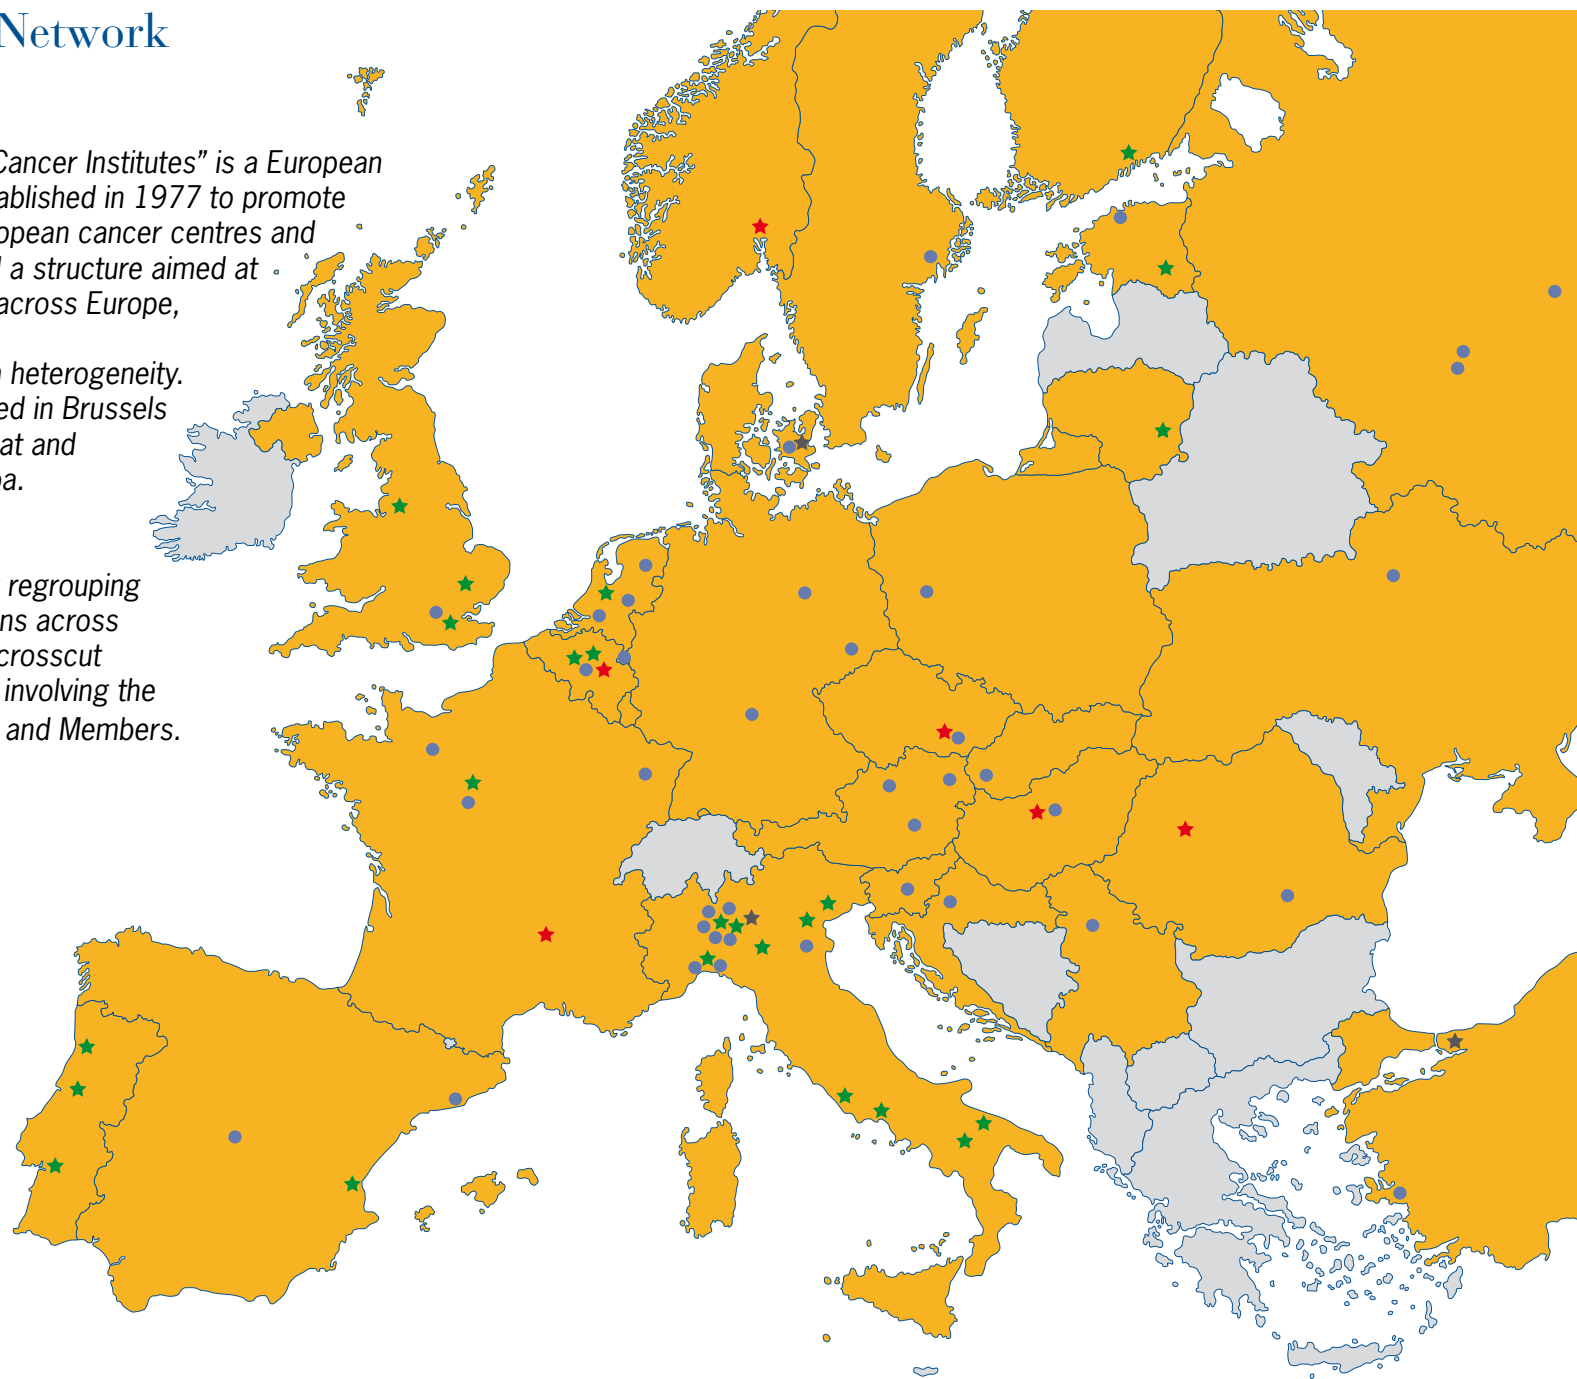 Network
Cancer Institutes” is a European
ablished in 1977 to promote
opean cancer centres and
a structure aimed at
across Europe,
heterogeneity.
ed in Brussels
at and
pa.
regrouping
ns across
crosscut
involving the
and Members.